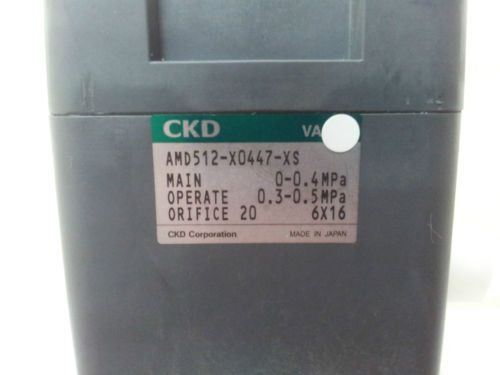 CKD VA
AMD512-X0447-XS
MAIN 0-0.4MPa
OPERATE 0.3-0.5MPa
ORIFICE 20 6X16
CKD Corporation MADE IN JAPAN